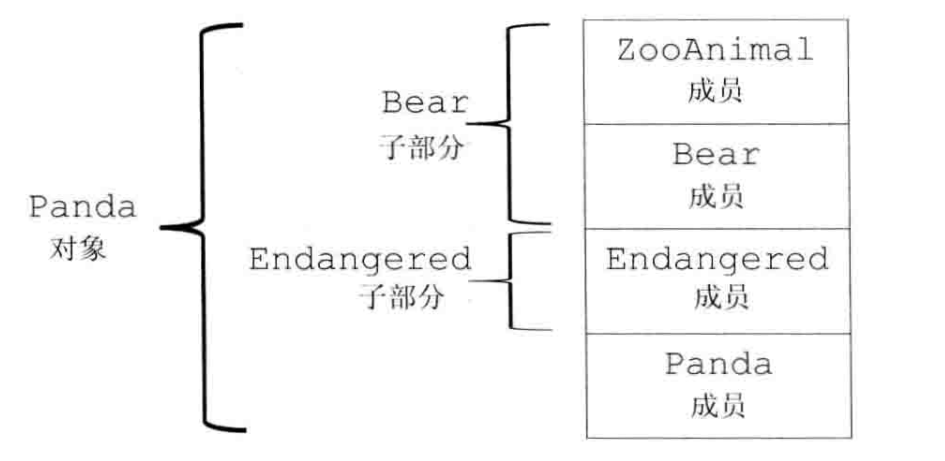 Panda
对象
Bear
子部分
Endangered
子部分
ZooAnimal
成员
Bear
成员
Endangered
成员
Panda
成员